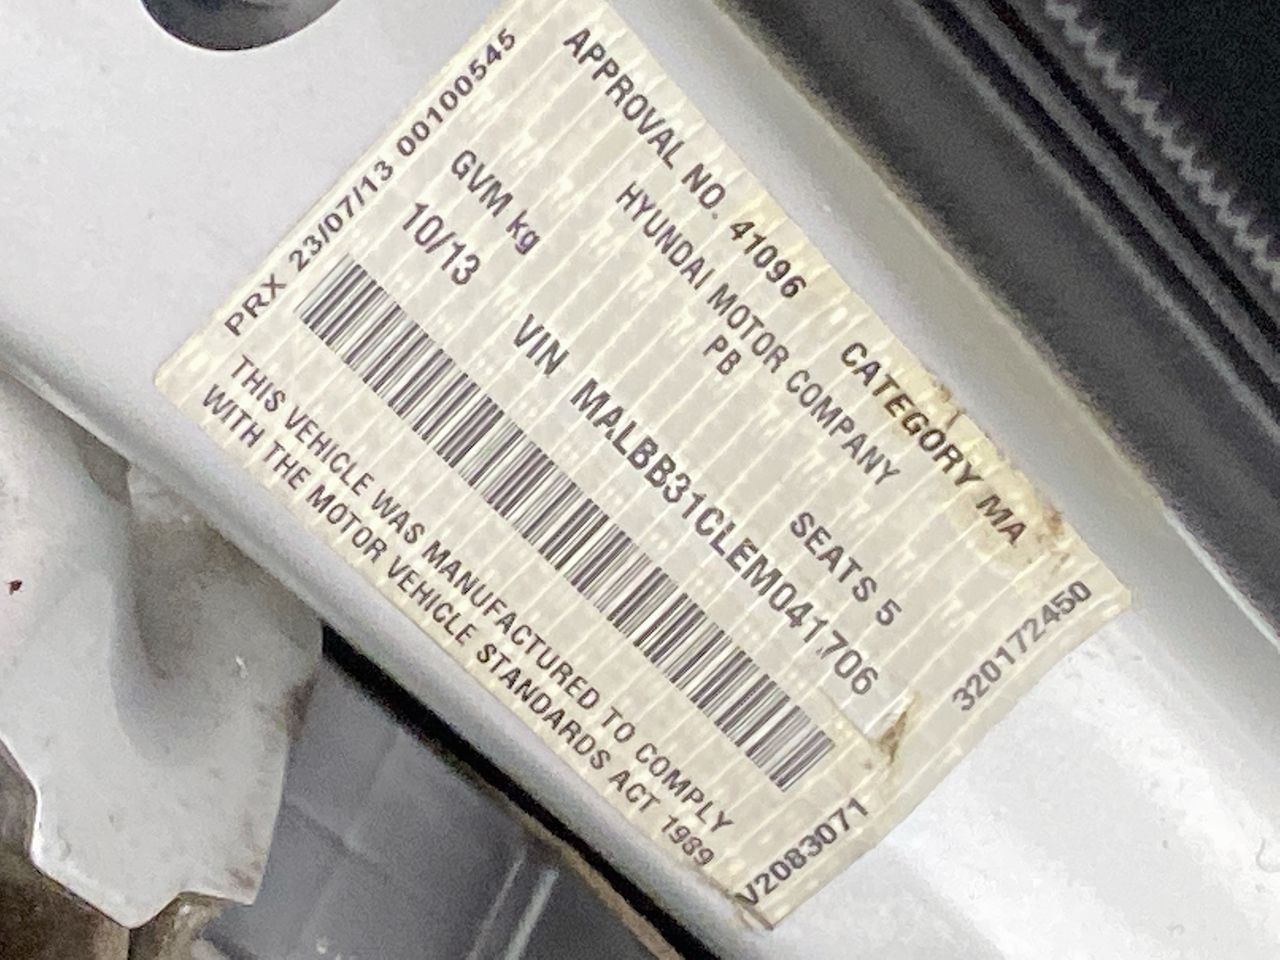 APPROVAL NO. 41096 CATEGORY MA
HYUNDAI MOTOR COMPANY
PB
GVM kg SEATS 5
10/13 VIN MALBB31CLEM041706
THIS VEHICLE WAS MANUFACTURED TO COMPLY
WITH THE MOTOR VEHICLE STANDARDS ACT 1989
PRX 23/07/13 00100545
320172450
V2083071